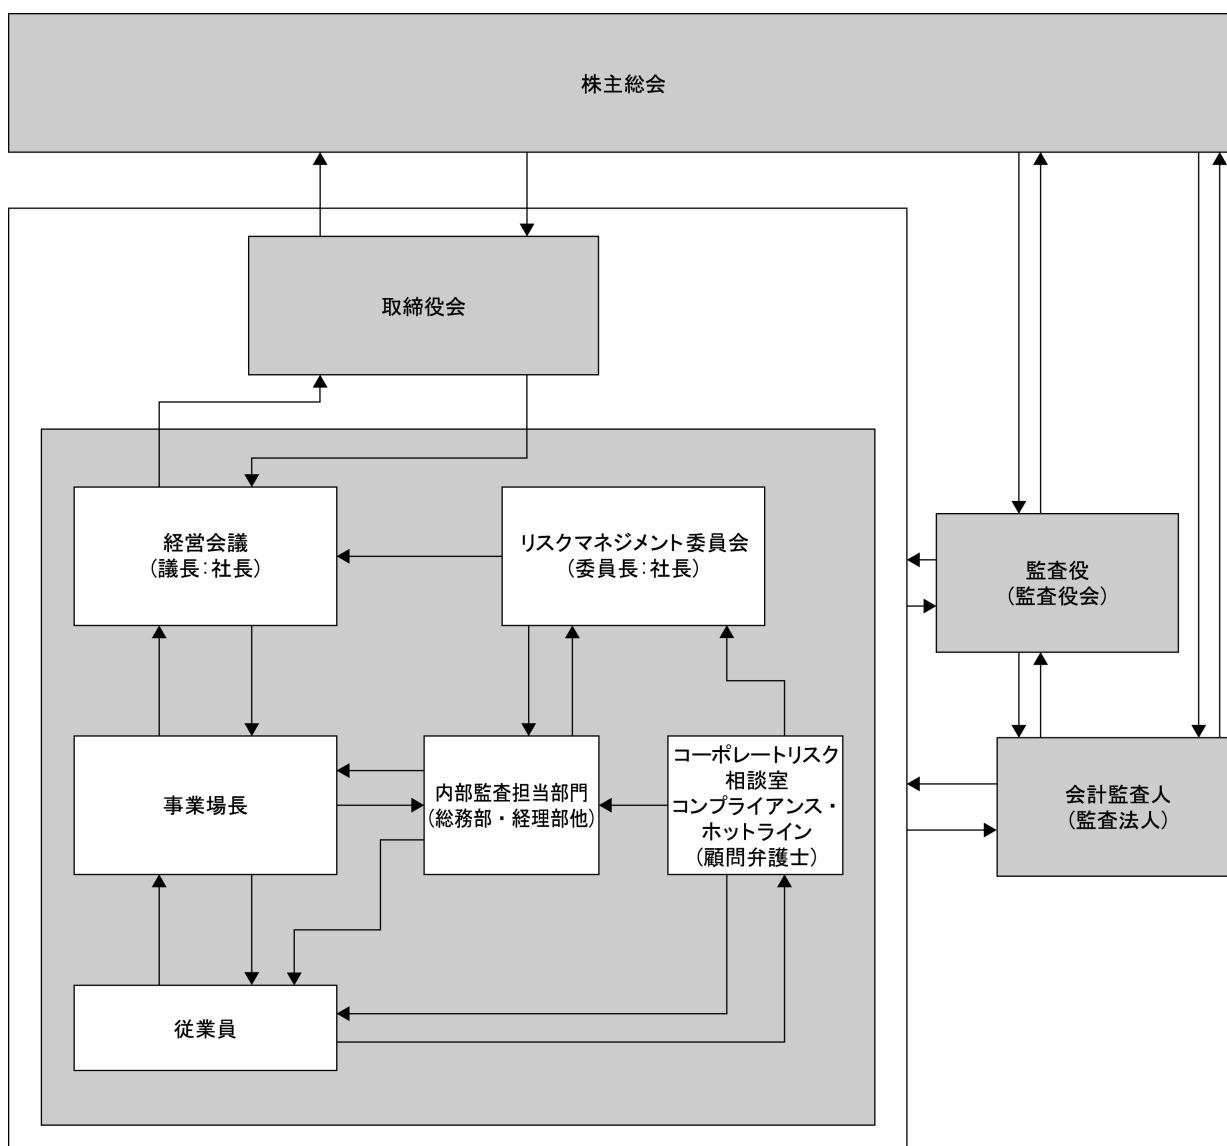 株主総会
取締役会
経営会議
(議長:社長)
リスクマネジメント委員会
(委員長:社長)
監査役
(監査役会)
事業場長
内部監査担当部門
(総務部・経理部他)
コーポレートリスク
相談室
コンプライアンス・
ホットライン
(顧問弁護士)
会計監査人
(監査法人)
従業員